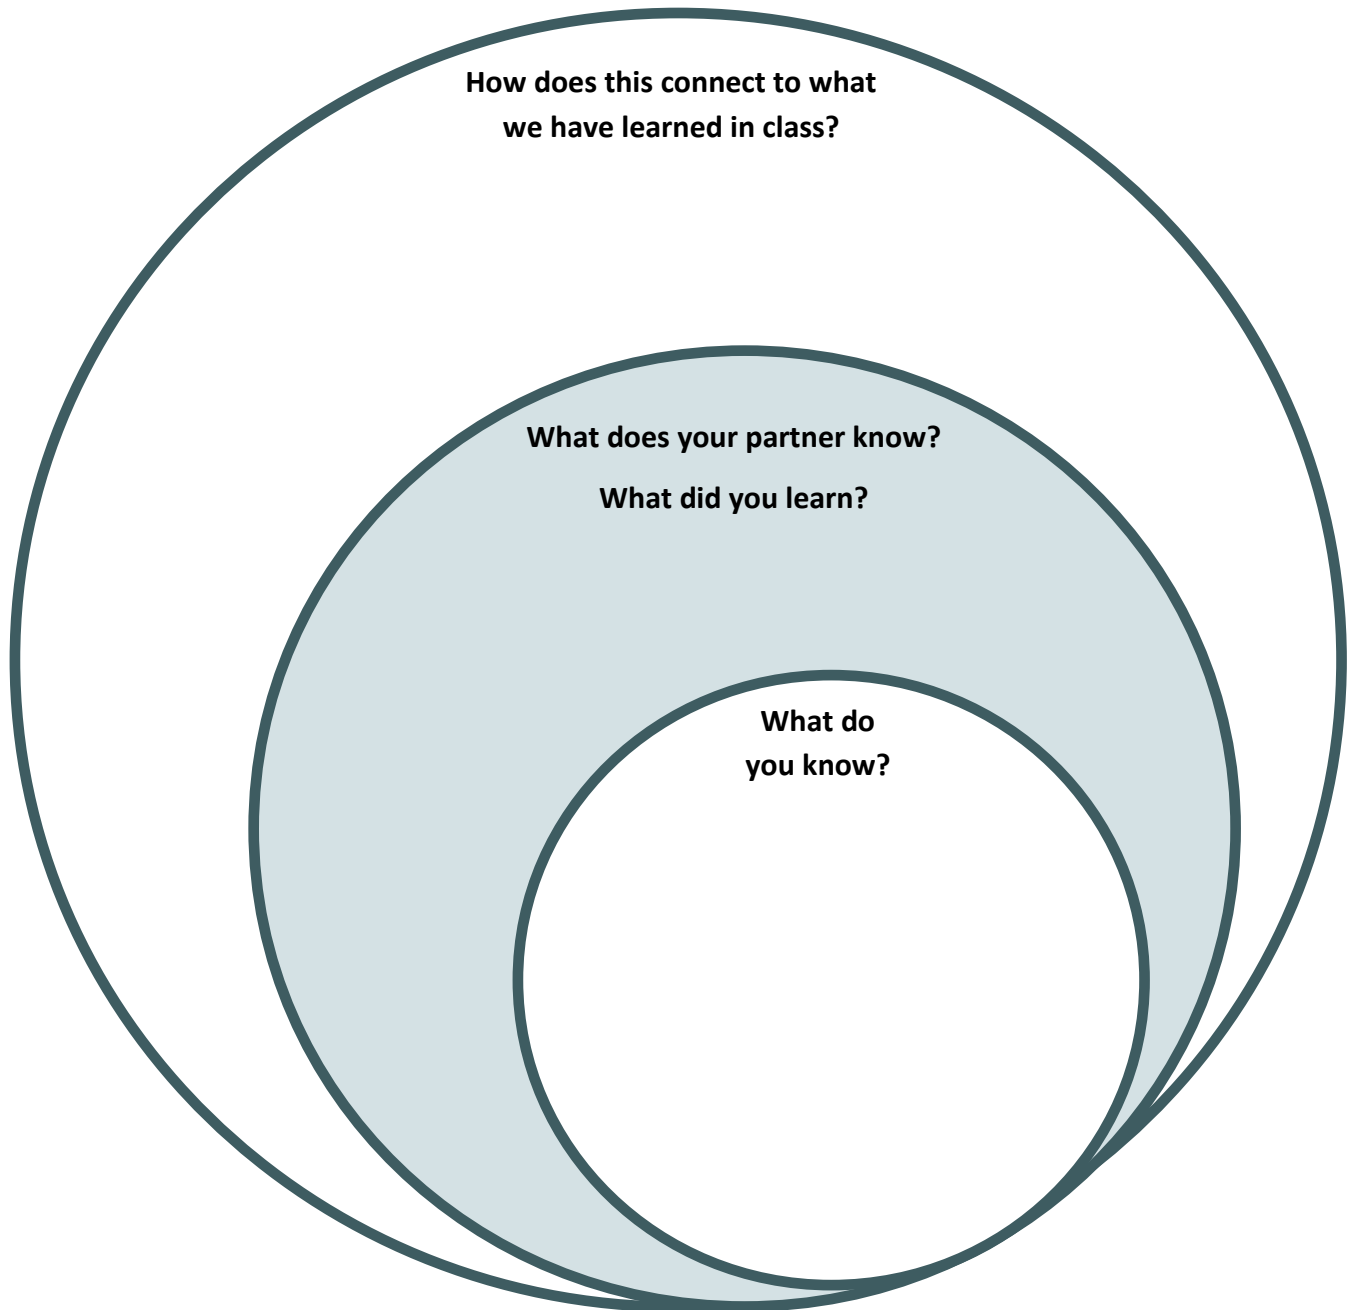 How does this connect to what
we have learned in class?
What does your partner know?
What did you learn?
What do
you know?